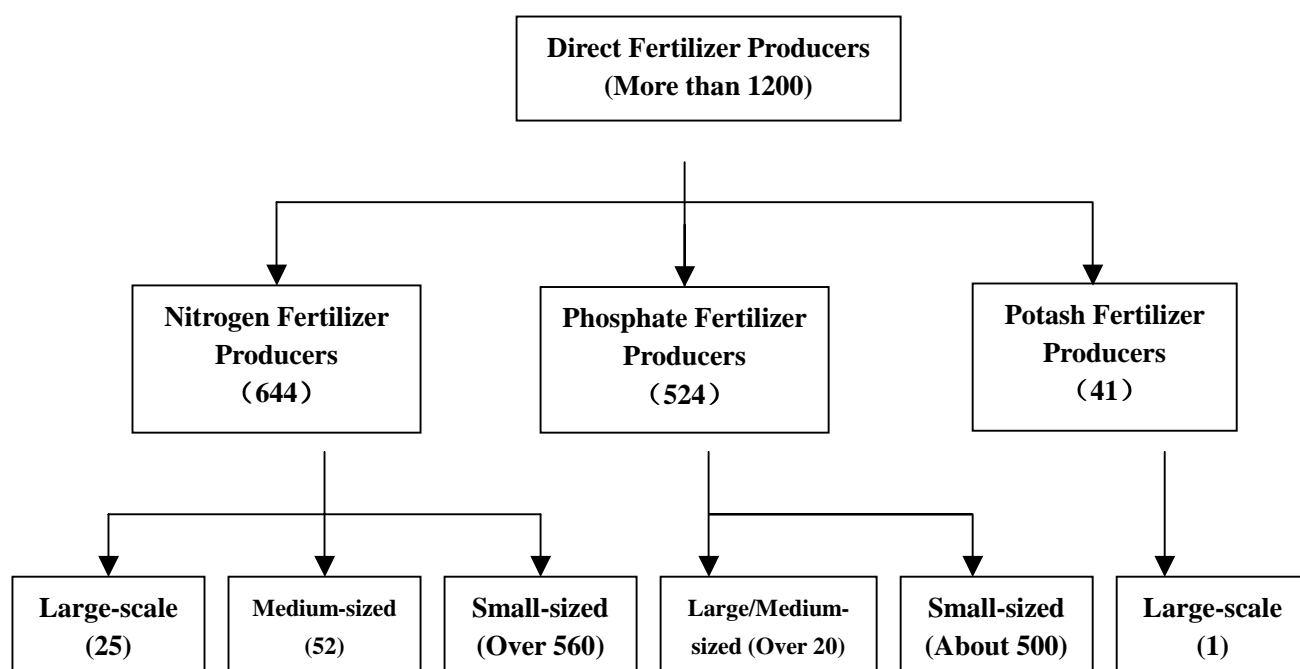 Direct Fertilizer Producers
(More than 1200)
Nitrogen Fertilizer
Producers
（644）
Phosphate Fertilizer
Producers
（524）
Potash Fertilizer
Producers
（41）
Large-scale
(25)
Medium-sized
(52)
Small-sized
(Over 560)
Large/Medium-
sized (Over 20)
Small-sized
(About 500)
Large-scale
(1)